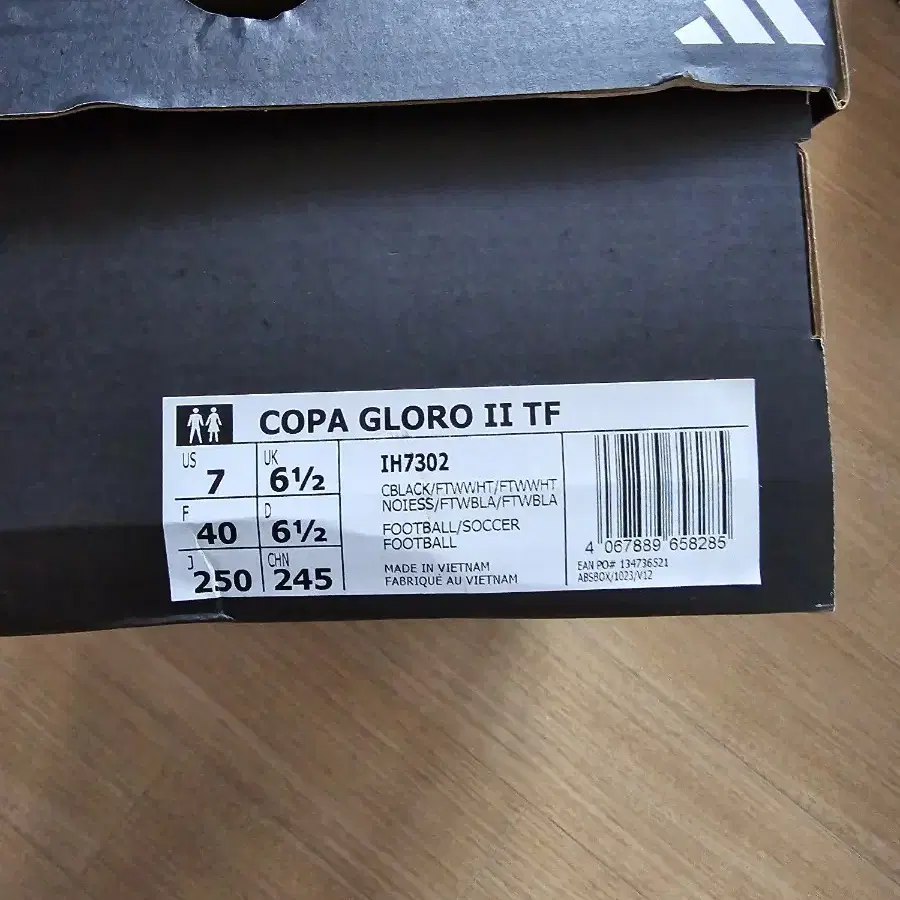 COPA GLORO II TF
US 7 UK 6½
F 40 D 6½
J 250 CHN 245
IH7302
CBLACK/FTWWHT/FTWWHT
NOIESS/FTWBLA/FTWBLA
FOOTBALL/SOCCER
FOOTBALL
MADE IN VIETNAM
FABRIQUÉ AU VIETNAM
4 067889 658285
EAN PO# 134736521
ABSBOX/1023/V12